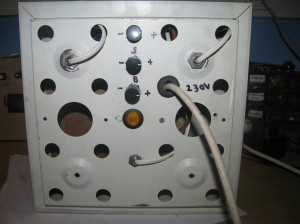 - +
S
- +
B
- + 230V